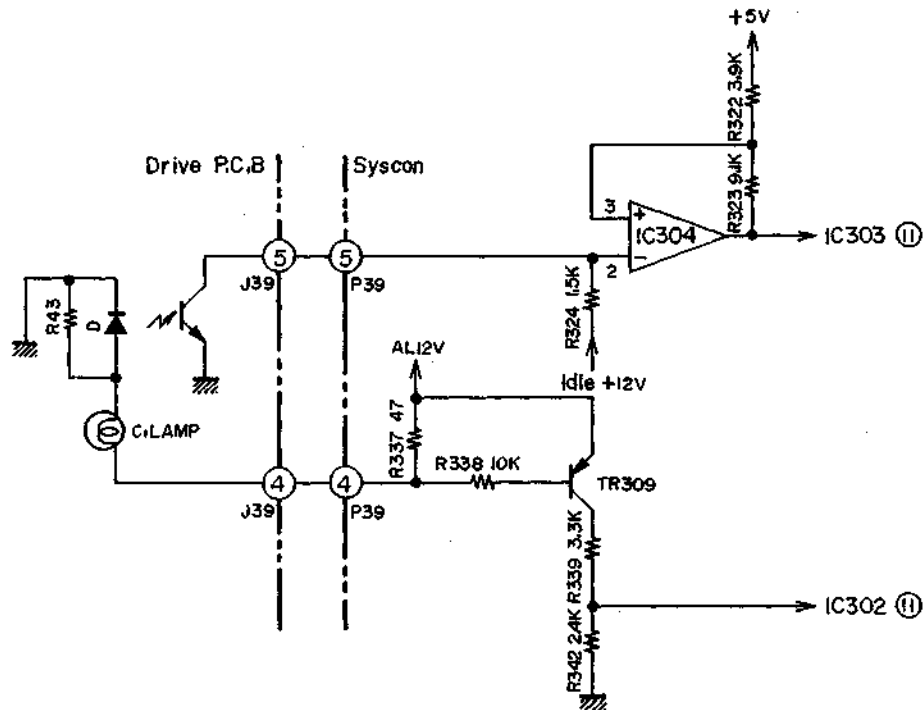 +5V
R322 3.9K
Drive P.C.B
Syscon
3
+
IC304
R323 9.1K
IC303 ⑪
5
5
2
−
J39
P39
R324 1.5K
R43
D
AL12V
Idle +12V
C.LAMP
R337 47
R338 10K
TR309
4
4
J39
P39
R339 3.3K
IC302 ⑪
R342 2.4K